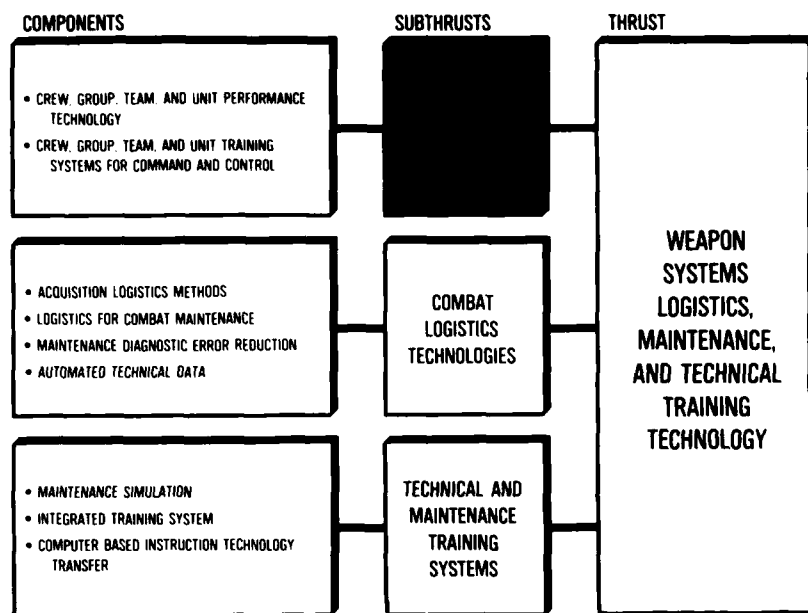 COMPONENTS
SUBTHRUSTS
THRUST
• CREW, GROUP, TEAM, AND UNIT PERFORMANCE
TECHNOLOGY
• CREW, GROUP, TEAM, AND UNIT TRAINING
SYSTEMS FOR COMMAND AND CONTROL
• ACQUISITION LOGISTICS METHODS
• LOGISTICS FOR COMBAT MAINTENANCE
• MAINTENANCE DIAGNOSTIC ERROR REDUCTION
• AUTOMATED TECHNICAL DATA
COMBAT
LOGISTICS
TECHNOLOGIES
• MAINTENANCE SIMULATION
• INTEGRATED TRAINING SYSTEM
• COMPUTER BASED INSTRUCTION TECHNOLOGY
TRANSFER
TECHNICAL AND
MAINTENANCE
TRAINING
SYSTEMS
WEAPON
SYSTEMS
LOGISTICS,
MAINTENANCE,
AND TECHNICAL
TRAINING
TECHNOLOGY